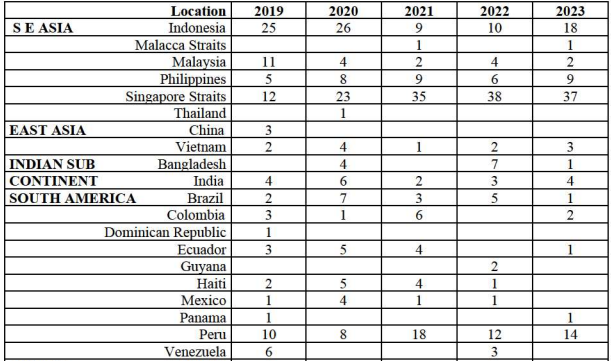 Location 2019 2020 2021 2022 2023
S E ASIA Indonesia 25 26 9 10 18
Malacca Straits 1 1
Malaysia 11 4 2 4 2
Philippines 5 8 9 6 9
Singapore Straits 12 23 35 38 37
Thailand 1
EAST ASIA China 3
Vietnam 2 4 1 2 3
INDIAN SUB Bangladesh 4 7 1
CONTINENT India 4 6 2 3 4
SOUTH AMERICA Brazil 2 7 3 5 1
Colombia 3 1 6 2
Dominican Republic 1
Ecuador 3 5 4 1
Guyana 2
Haiti 2 5 4 1
Mexico 1 4 1 1
Panama 1 1
Peru 10 8 18 12 14
Venezuela 6 3